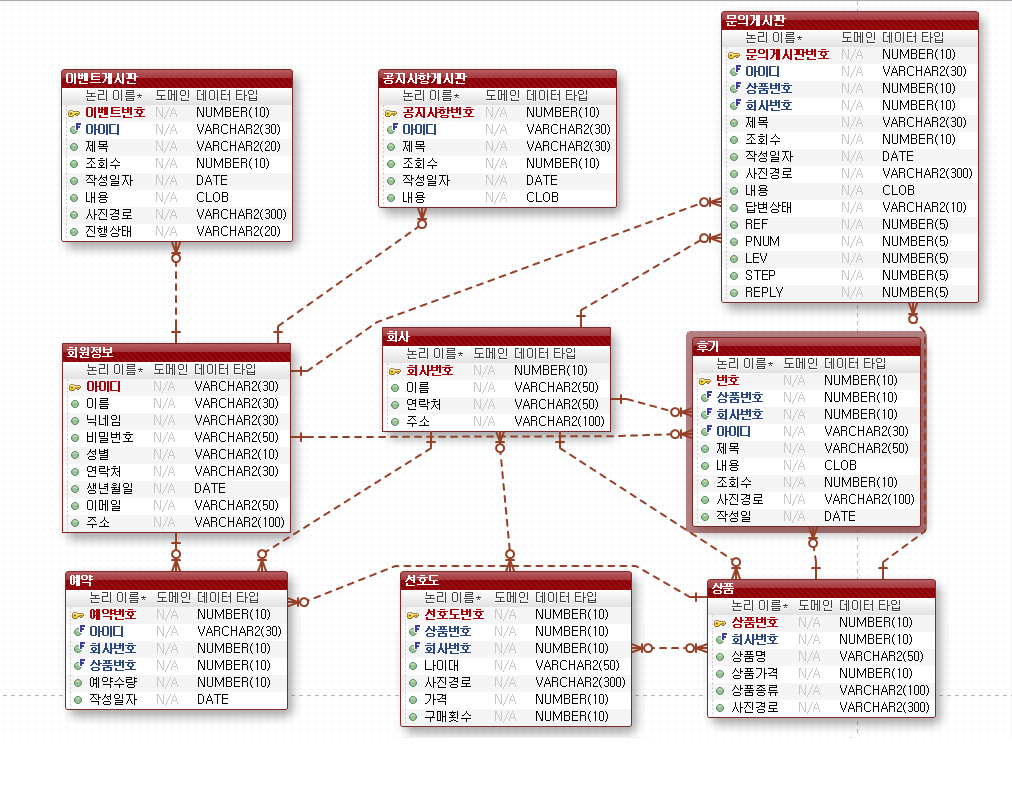 이벤트게시판
논리 이름* 도메인 데이터 타입
이벤트번호 N/A NUMBER(10)
아이디 N/A VARCHAR2(30)
제목 N/A VARCHAR2(20)
조회수 N/A NUMBER(10)
작성일자 N/A DATE
내용 N/A CLOB
사진경로 N/A VARCHAR2(300)
진행상태 N/A VARCHAR2(20)
공지사항게시판
논리 이름* 도메인 데이터 타입
공지사항번호 N/A NUMBER(10)
아이디 N/A VARCHAR2(30)
제목 N/A VARCHAR2(30)
조회수 N/A NUMBER(10)
작성일자 N/A DATE
내용 N/A CLOB
문의게시판
논리 이름* 도메인 데이터 타입
문의게시판번호 N/A NUMBER(10)
아이디 N/A VARCHAR2(30)
상품번호 N/A NUMBER(10)
회사번호 N/A NUMBER(10)
제목 N/A VARCHAR2(30)
조회수 N/A NUMBER(10)
작성일자 N/A DATE
사진경로 N/A VARCHAR2(300)
내용 N/A CLOB
답변상태 N/A VARCHAR2(10)
REF N/A NUMBER(5)
PNUM N/A NUMBER(5)
LEV N/A NUMBER(5)
STEP N/A NUMBER(5)
REPLY N/A NUMBER(5)
회원정보
논리 이름* 도메인 데이터 타입
아이디 N/A VARCHAR2(30)
이름 N/A VARCHAR2(30)
닉네임 N/A VARCHAR2(30)
비밀번호 N/A VARCHAR2(50)
성별 N/A VARCHAR2(10)
연락처 N/A VARCHAR2(30)
생년월일 N/A DATE
이메일 N/A VARCHAR2(50)
주소 N/A VARCHAR2(100)
회사
논리 이름* 도메인 데이터 타입
회사번호 N/A NUMBER(10)
이름 N/A VARCHAR2(50)
연락처 N/A VARCHAR2(50)
주소 N/A VARCHAR2(100)
후기
논리 이름* 도메인 데이터 타입
번호 N/A NUMBER(10)
상품번호 N/A NUMBER(10)
회사번호 N/A NUMBER(10)
아이디 N/A VARCHAR2(30)
제목 N/A VARCHAR2(50)
내용 N/A CLOB
조회수 N/A NUMBER(10)
사진경로 N/A VARCHAR2(100)
작성일 N/A DATE
예약
논리 이름* 도메인 데이터 타입
예약번호 N/A NUMBER(10)
아이디 N/A VARCHAR2(30)
회사번호 N/A NUMBER(10)
상품번호 N/A NUMBER(10)
예약수량 N/A NUMBER(10)
작성일자 N/A DATE
선호도
논리 이름* 도메인 데이터 타입
선호도번호 N/A NUMBER(10)
상품번호 N/A NUMBER(10)
회사번호 N/A NUMBER(10)
나이대 N/A VARCHAR2(50)
사진경로 N/A VARCHAR2(300)
가격 N/A NUMBER(10)
구매횟수 N/A NUMBER(10)
상품
논리 이름* 도메인 데이터 타입
상품번호 N/A NUMBER(10)
회사번호 N/A NUMBER(10)
상품명 N/A VARCHAR2(50)
상품가격 N/A NUMBER(10)
상품종류 N/A VARCHAR2(100)
사진경로 N/A VARCHAR2(300)